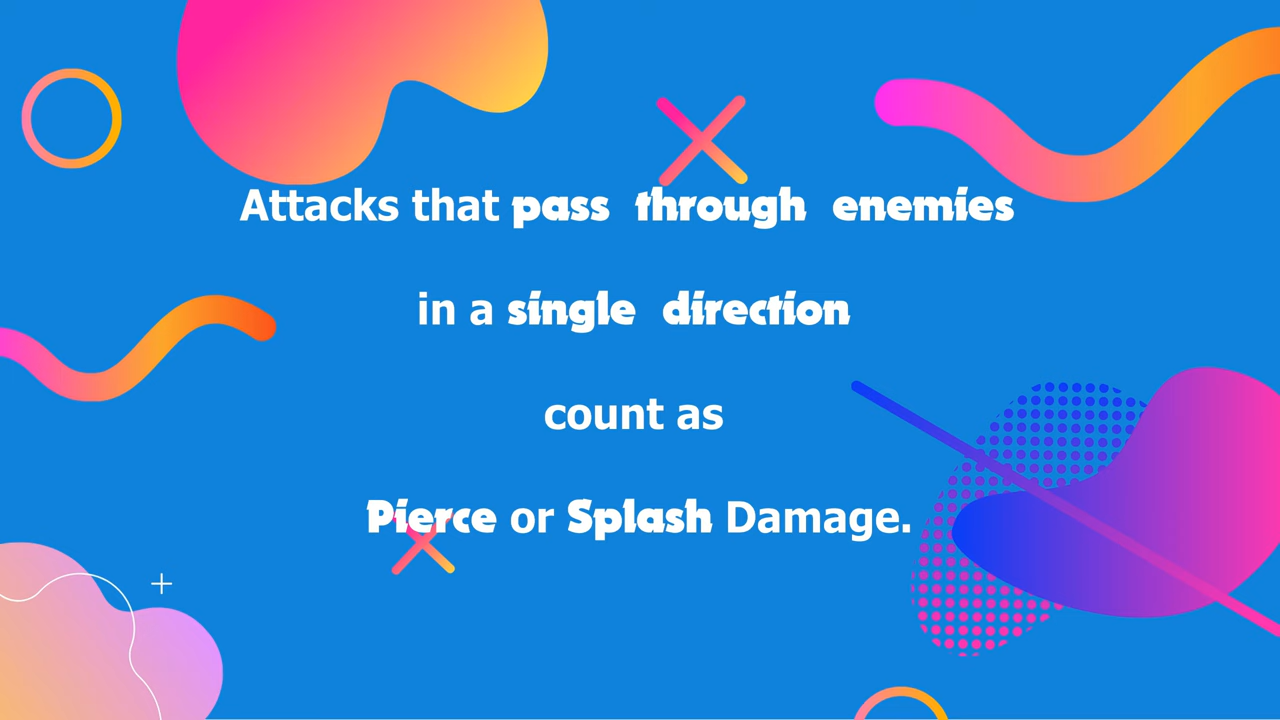 Attacks that pass through enemies
in a single direction
count as
Pierce or Splash Damage.